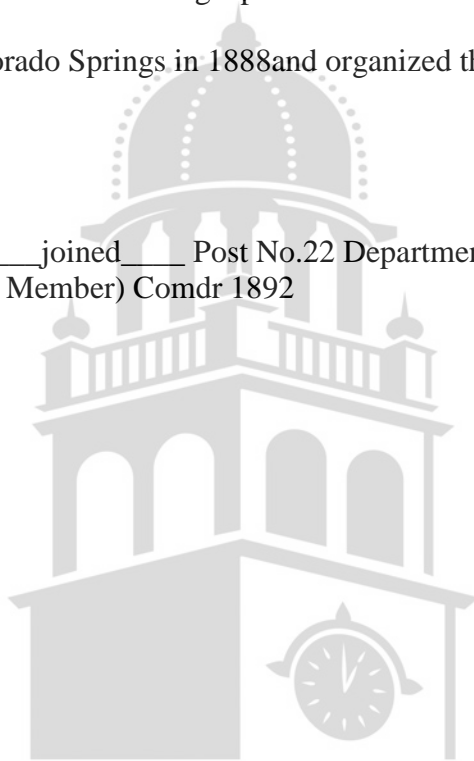 orado Springs in 1888and organized th
___joined____ Post No.22 Departmen
Member) Comdr 1892